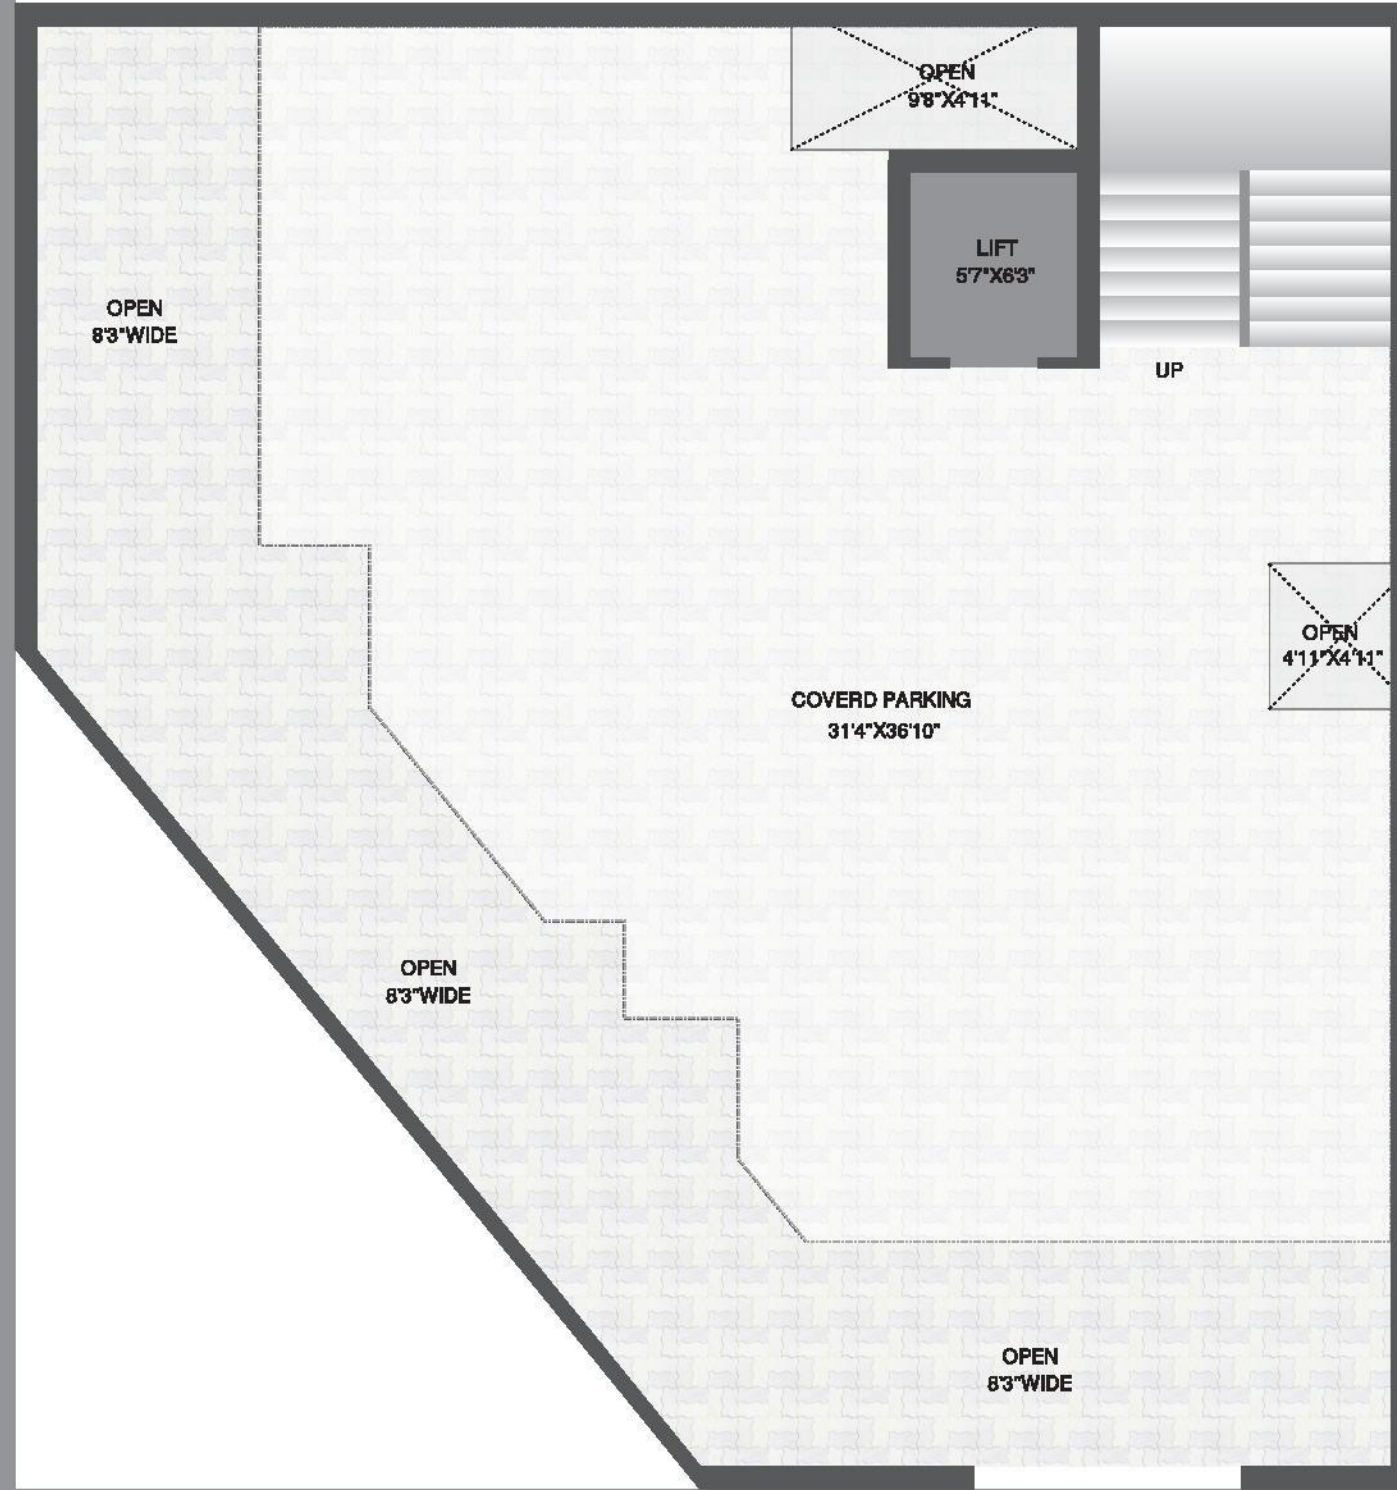 OPEN
9'8"X4'11"
LIFT
5'7"X6'3"
OPEN
8'3"WIDE
UP
OPEN
4'11"X4'11"
COVERD PARKING
31'4"X36'10"
OPEN
8'3"WIDE
OPEN
8'3"WIDE